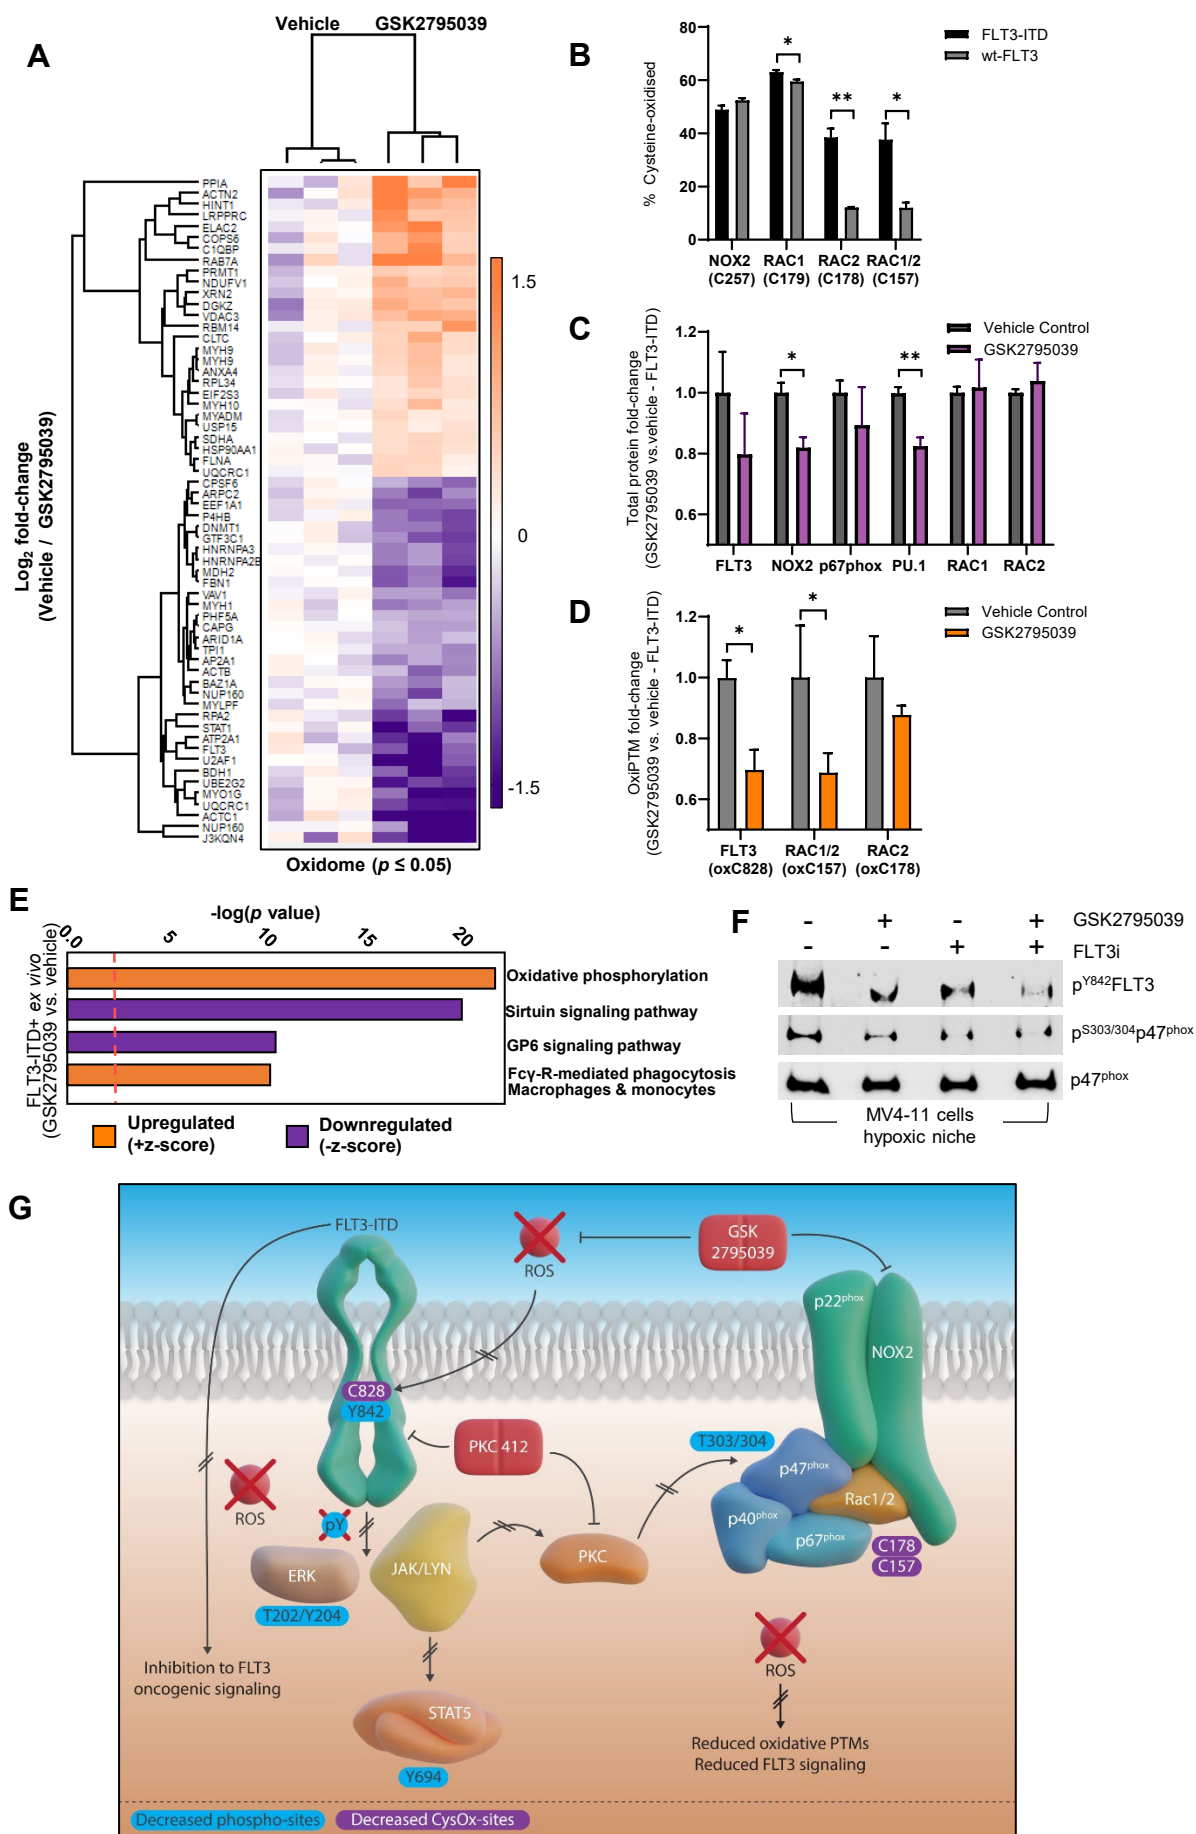 A
Vehicle GSK2795039
PPIA
ACTN2
HINT1
LRPPRC
ELAC2
COPS6
C1QBP
RAB7A
PRMT1
NDUFV1
XRN2
DGKZ
VDAC3
RBM14
CLTC
MYH9
MYH9
ANXA4
RPL34
EIF2S3
MYH10
MYADM
USP15
SDHA
HSP90AA1
FLNA
UQCRC1
CPSF6
ARPC2
EEF1A1
P4HB
DNMT1
GTF3C1
HNRNPA3
HNRNPA2B
MDH2
FBN1
VAV1
MYH1
PHF5A
CAPG
ARID1A
TPI1
AP2A1
ACTB
BAZ1A
NUP160
MYLPF
RPA2
STAT1
ATP2A1
FLT3
U2AF1
BDH1
UBE2G2
MYO1G
UQCRC1
ACTC1
NUP160
J3KQN4
Log₂ fold-change
(Vehicle / GSK2795039)
1.5
0
-1.5
Oxidome (p ≤ 0.05)
B
% Cysteine-oxidised
80
60
40
20
0
* ** *
FLT3-ITD
wt-FLT3
NOX2 RAC1 RAC2 RAC1/2
(C257) (C179) (C178) (C157)
C
Total protein fold-change
(GSK2795039 vs.vehicle - FLT3-ITD)
1.2
1.0
0.8
0.6
* **
Vehicle Control
GSK2795039
FLT3 NOX2 p67phox PU.1 RAC1 RAC2
D
OxiPTM fold-change
(GSK2795039 vs. vehicle - FLT3-ITD)
1.2
1.0
0.8
0.6
* *
Vehicle Control
GSK2795039
FLT3 RAC1/2 RAC2
(oxC828) (oxC157) (oxC178)
E
-log(p value)
0.0 5 10 15 20
FLT3-ITD+ ex vivo
(GSK2795039 vs. vehicle)
Oxidative phosphorylation
Sirtuin signaling pathway
GP6 signaling pathway
Fcγ-R-mediated phagocytosis
Macrophages & monocytes
Upregulated
(+z-score)
Downregulated
(-z-score)
F
- + - + GSK2795039
- - + + FLT3i
pY842FLT3
pS303/304p47phox
p47phox
MV4-11 cells
hypoxic niche
G
FLT3-ITD
ROS
GSK
2795039
p22phox
NOX2
C828
Y842
PKC 412
T303/304
p47phox
Rac1/2
p40phox
p67phox
C178
C157
ROS
pY
ERK
T202/Y204
JAK/LYN
PKC
Inhibition to FLT3
oncogenic signaling
STAT5
Y694
ROS
Reduced oxidative PTMs
Reduced FLT3 signaling
Decreased phospho-sites
Decreased CysOx-sites